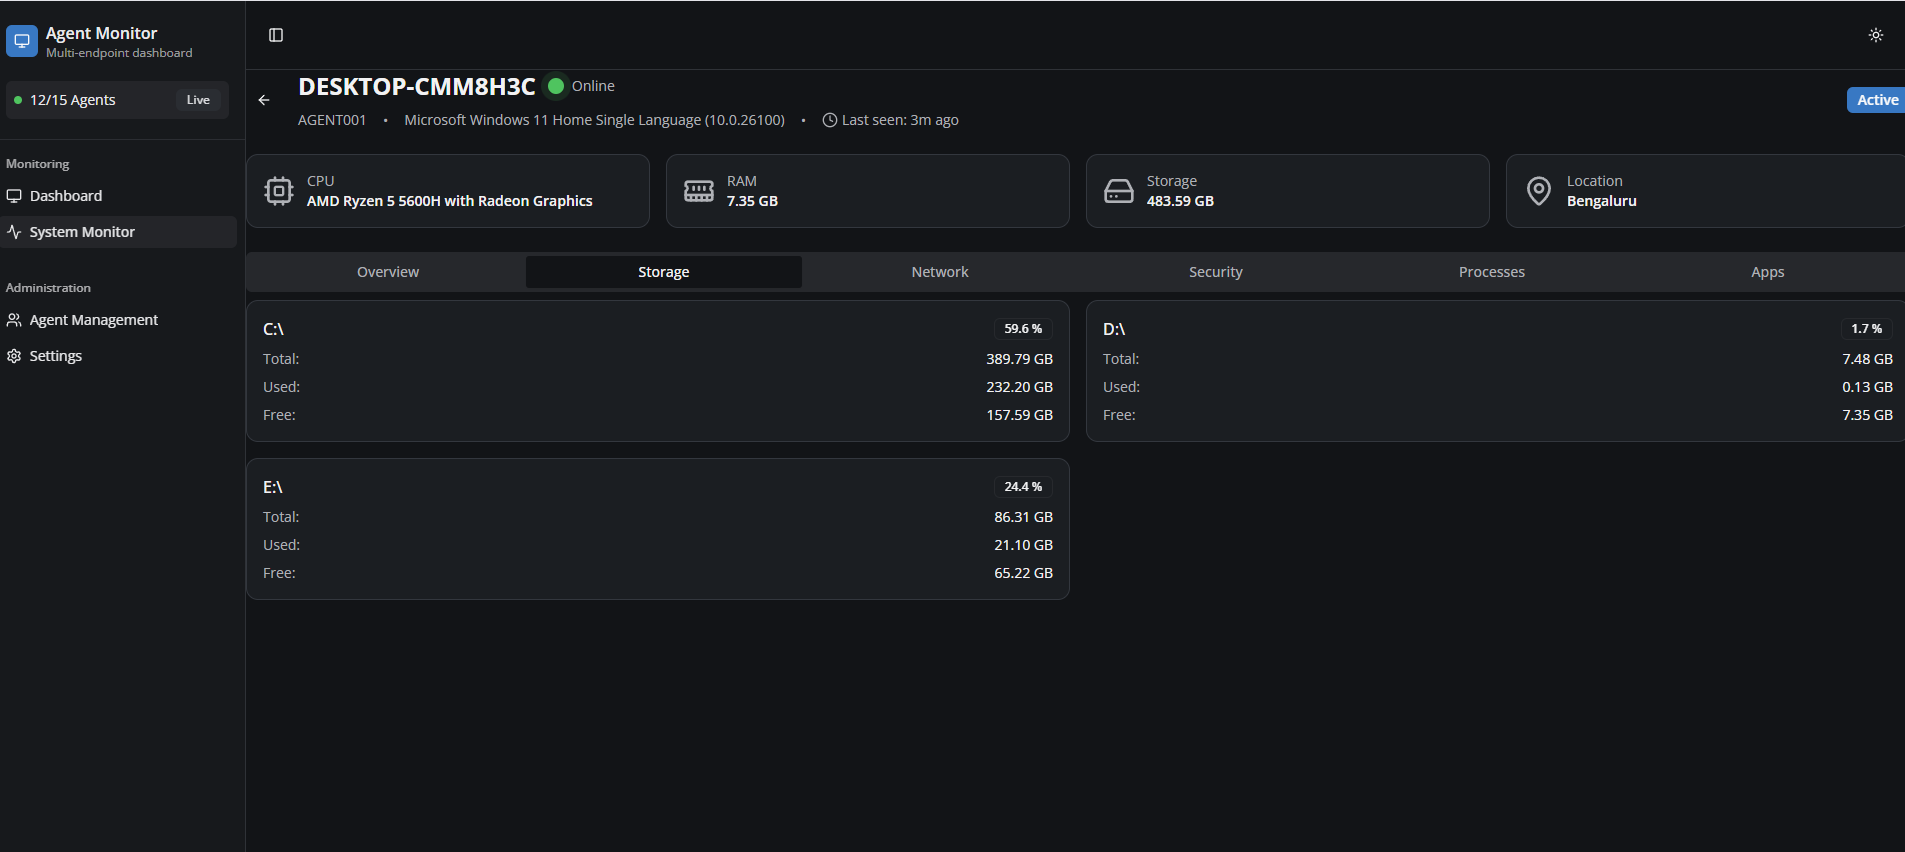 Agent Monitor
Multi-endpoint dashboard
12/15 Agents Live
Monitoring
Dashboard
System Monitor
Administration
Agent Management
Settings
DESKTOP-CMM8H3C Online
AGENT001 • Microsoft Windows 11 Home Single Language (10.0.26100) • Last seen: 3m ago
Active
CPU
AMD Ryzen 5 5600H with Radeon Graphics
RAM
7.35 GB
Storage
483.59 GB
Location
Bengaluru
Overview Storage Network Security Processes Apps
C:\ 59.6 %
Total: 389.79 GB
Used: 232.20 GB
Free: 157.59 GB
D:\ 1.7 %
Total: 7.48 GB
Used: 0.13 GB
Free: 7.35 GB
E:\ 24.4 %
Total: 86.31 GB
Used: 21.10 GB
Free: 65.22 GB